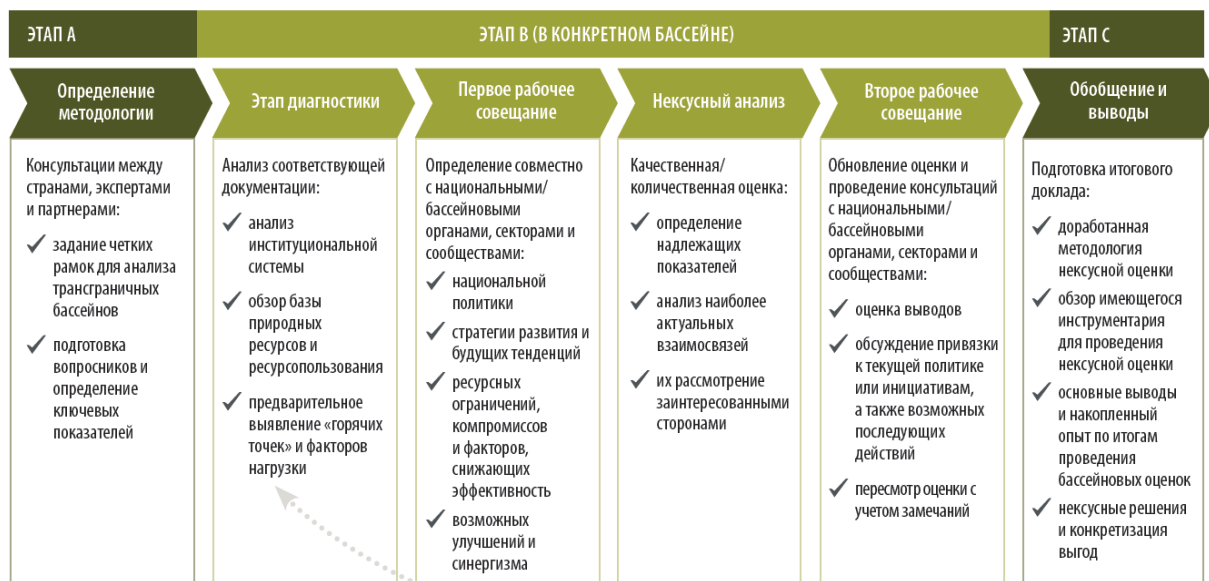 ЭТАП А
ЭТАП В (В КОНКРЕТНОМ БАССЕЙНЕ)
ЭТАП С
Определение
методологии
Этап диагностики
Первое рабочее
совещание
Нексусный анализ
Второе рабочее
совещание
Обобщение и
выводы
Консультации между
странами, экспертами
и партнерами:
задание четких
рамок для анализа
трансграничных
бассейнов
подготовка
вопросников и
определение
ключевых
показателей
Анализ соответствующей
документации:
анализ
институциональной
системы
обзор базы
природных
ресурсов и
ресурсопользования
предварительное
выявление «горячих
точек» и факторов
нагрузки
Определение совместно
с национальными/
бассейновыми
органами, секторами и
сообществами:
национальной
политики
стратегии развития и
будущих тенденций
ресурсных
ограничений,
компромиссов
и факторов,
снижающих
эффективность
возможных
улучшений и
синергизма
Качественная/
количественная оценка:
определение
надлежащих
показателей
анализ наиболее
актуальных
взаимосвязей
их рассмотрение
заинтересованными
сторонами
Обновление оценки и
проведение консультаций
с национальными/
бассейновыми
органами, секторами и
сообществами:
оценка выводов
обсуждение привязки
к текущей политике
или инициативам,
а также возможных
последующих
действий
пересмотр оценки с
учетом замечаний
Подготовка итогового
доклада:
доработанная
методология
нексусной оценки
обзор имеющегося
инструментария
для проведения
нексусной оценки
основные выводы
и накопленный
опыт по итогам
проведения
бассейновых оценок
нексусные решения
и конкретизация
выгод